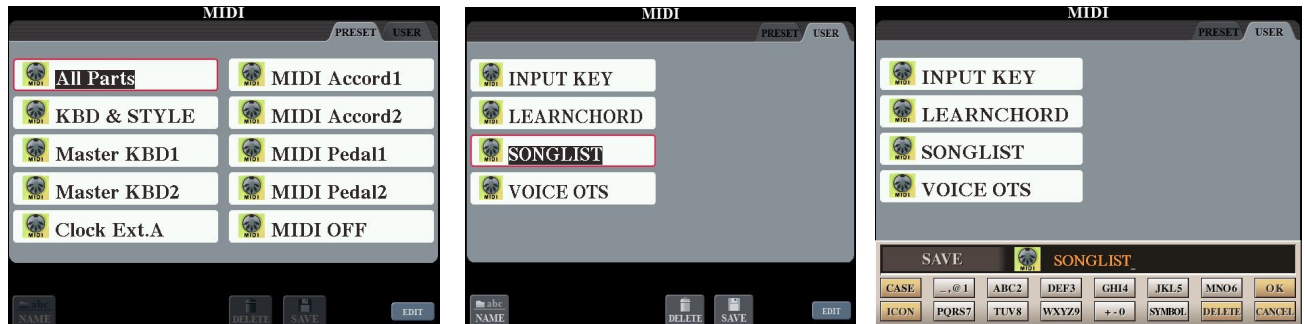 MIDI
PRESET USER
All Parts MIDI Accord1
KBD & STYLE MIDI Accord2
Master KBD1 MIDI Pedal1
Master KBD2 MIDI Pedal2
Clock Ext.A MIDI OFF
abc
NAME DELETE SAVE EDIT
MIDI
PRESET USER
INPUT KEY
LEARNCHORD
SONGLIST
VOICE OTS
abc
NAME DELETE SAVE EDIT
MIDI
PRESET USER
INPUT KEY
LEARNCHORD
SONGLIST
VOICE OTS
SAVE MIDI SONGLIST_
CASE _,@1 ABC2 DEF3 GHI4 JKL5 MNO6 OK
ICON PQRS7 TUV8 WXYZ9 +-0 SYMBOL DELETE CANCEL